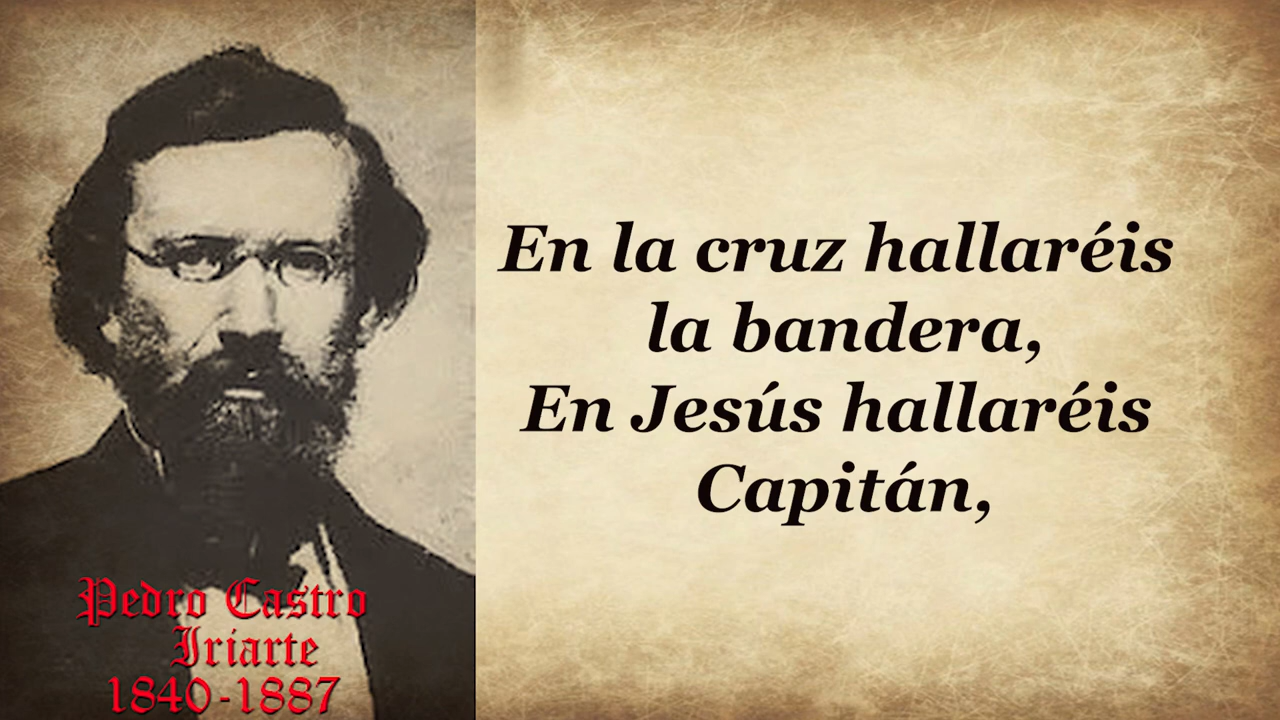 En la cruz hallaréis
la bandera,
En Jesús hallaréis
Capitán,
Pedro Castro
Iriarte
1840-1887